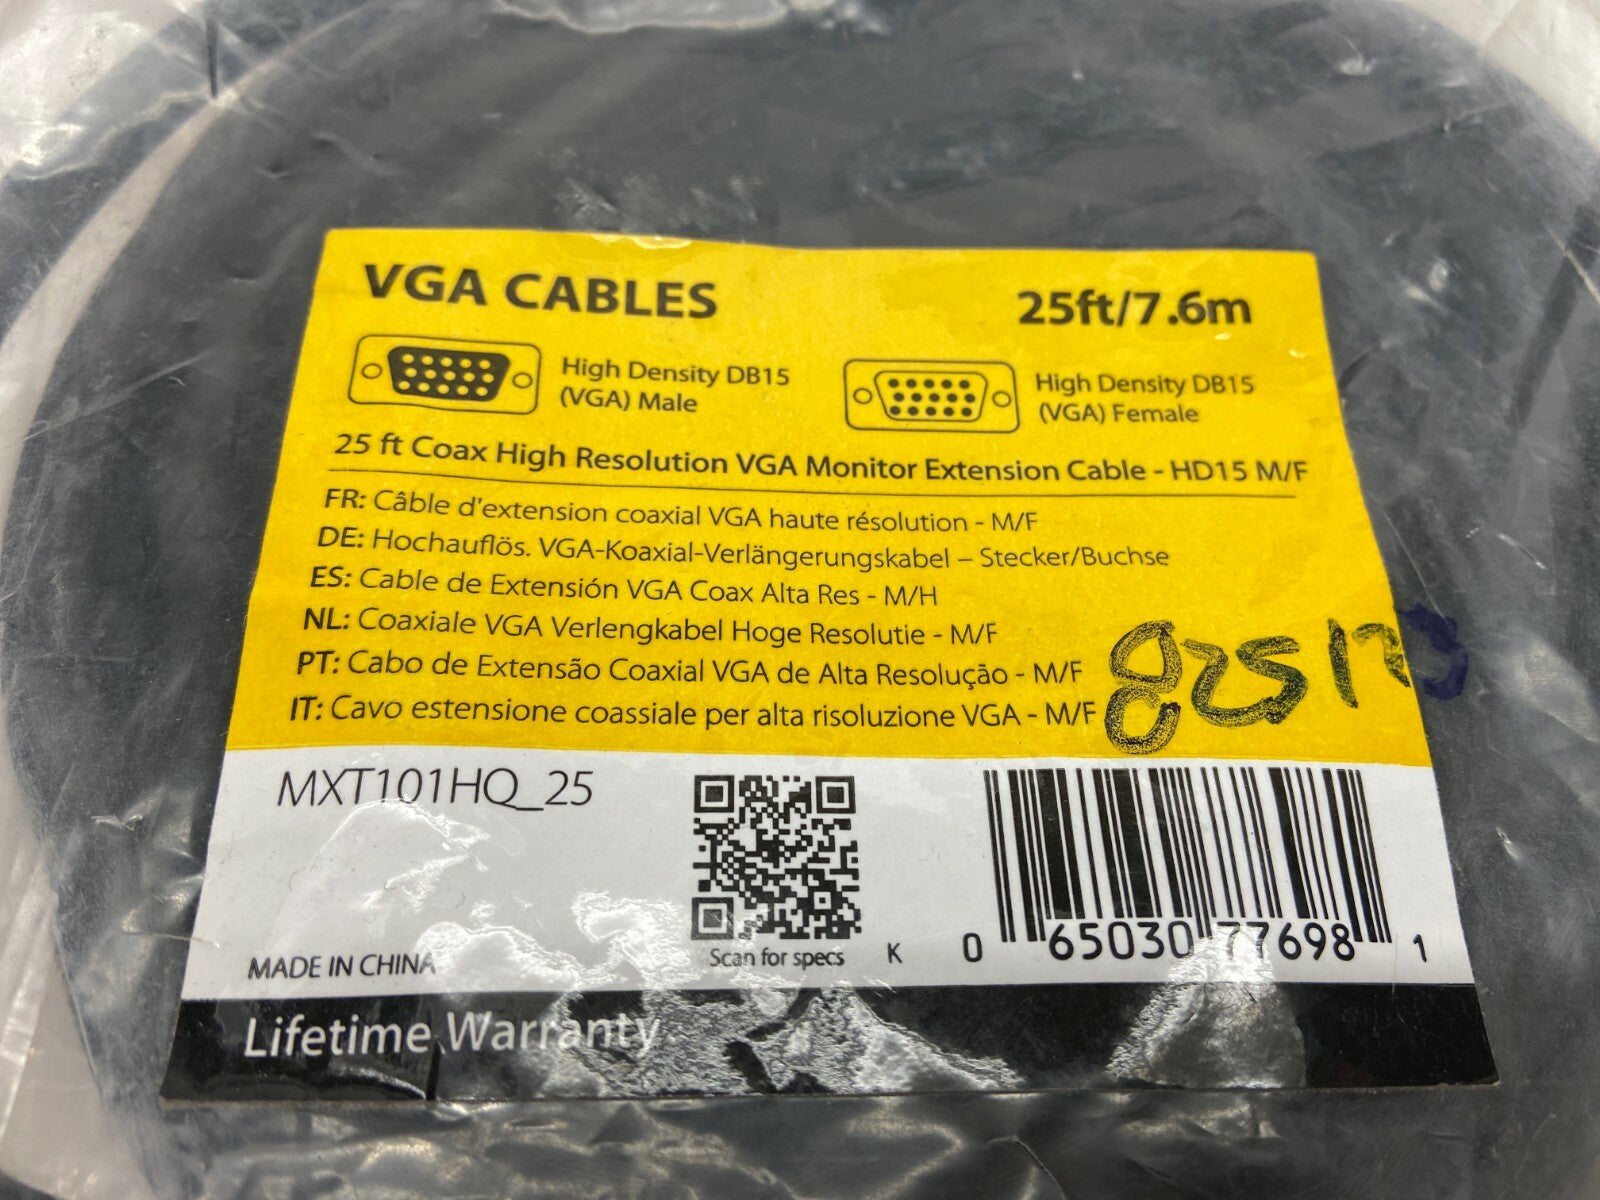 VGA CABLES
25ft/7.6m
High Density DB15
(VGA) Male
High Density DB15
(VGA) Female
25 ft Coax High Resolution VGA Monitor Extension Cable - HD15 M/F
FR: Câble d'extension coaxial VGA haute résolution - M/F
DE: Hochauflös. VGA-Koaxial-Verlängerungskabel – Stecker/Buchse
ES: Cable de Extensión VGA Coax Alta Res - M/H
NL: Coaxiale VGA Verlengkabel Hoge Resolutie - M/F
PT: Cabo de Extensão Coaxial VGA de Alta Resolução - M/F
IT: Cavo estensione coassiale per alta risoluzione VGA - M/F
MXT101HQ_25
MADE IN CHINA
Scan for specs
K
0 65030 77698 1
Lifetime Warranty